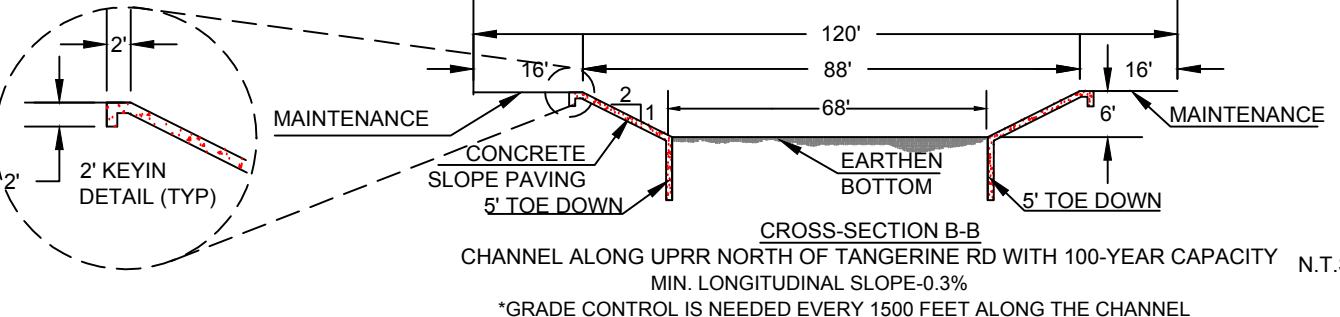 2'
2'
2' KEYIN
DETAIL (TYP)
120'
16'
88'
16'
MAINTENANCE
2
1
68'
6'
MAINTENANCE
CONCRETE
SLOPE PAVING
EARTHEN
BOTTOM
5' TOE DOWN
5' TOE DOWN
CROSS-SECTION B-B
CHANNEL ALONG UPRR NORTH OF TANGERINE RD WITH 100-YEAR CAPACITY
N.T.
MIN. LONGITUDINAL SLOPE-0.3%
*GRADE CONTROL IS NEEDED EVERY 1500 FEET ALONG THE CHANNEL